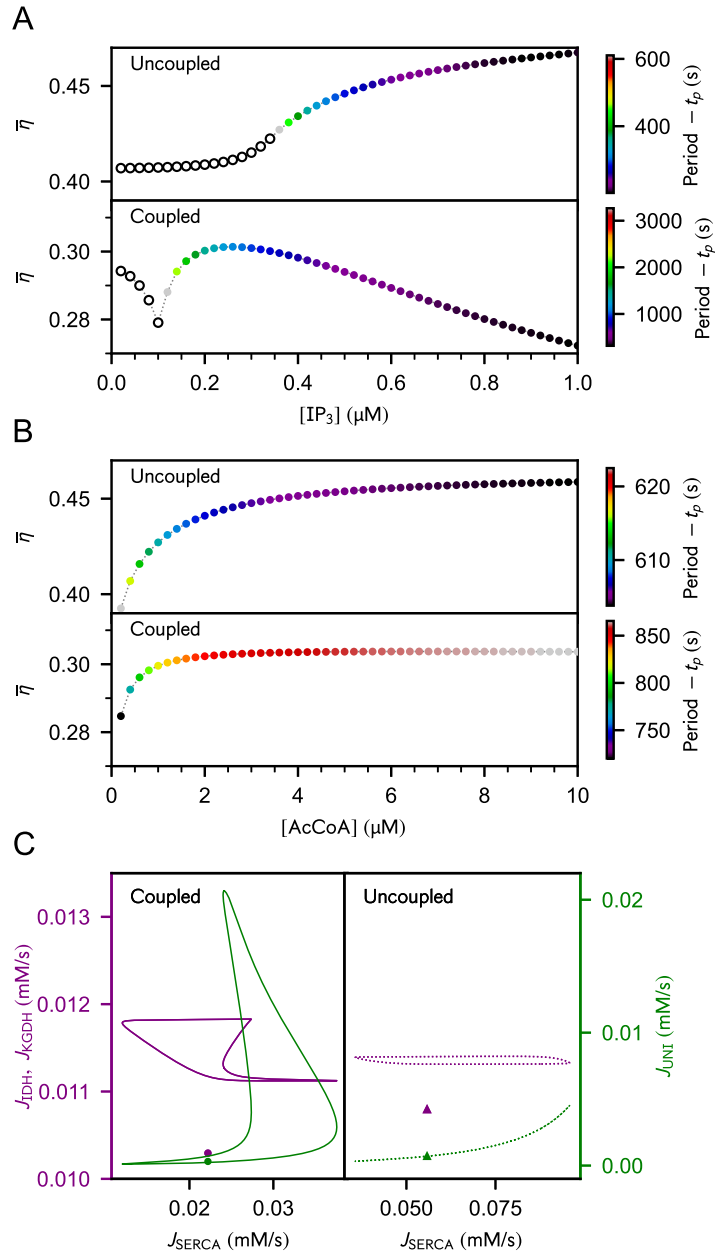 A
Uncoupled
η̅
0.45
0.40
600
400
Period − tₚ (s)
Coupled
η̅
0.30
0.28
3000
2000
1000
Period − tₚ (s)
0.0 0.2 0.4 0.6 0.8 1.0
[IP₃] (μM)
B
Uncoupled
η̅
0.45
0.40
620
610
Period − tₚ (s)
Coupled
η̅
0.30
0.28
850
800
750
Period − tₚ (s)
0 2 4 6 8 10
[AcCoA] (μM)
C
Coupled
Uncoupled
J_IDH, J_KGDH (mM/s)
0.013
0.012
0.011
0.010
0.02
0.01
0.00
J_UNI (mM/s)
0.02 0.03 0.050 0.075
J_SERCA (mM/s) J_SERCA (mM/s)